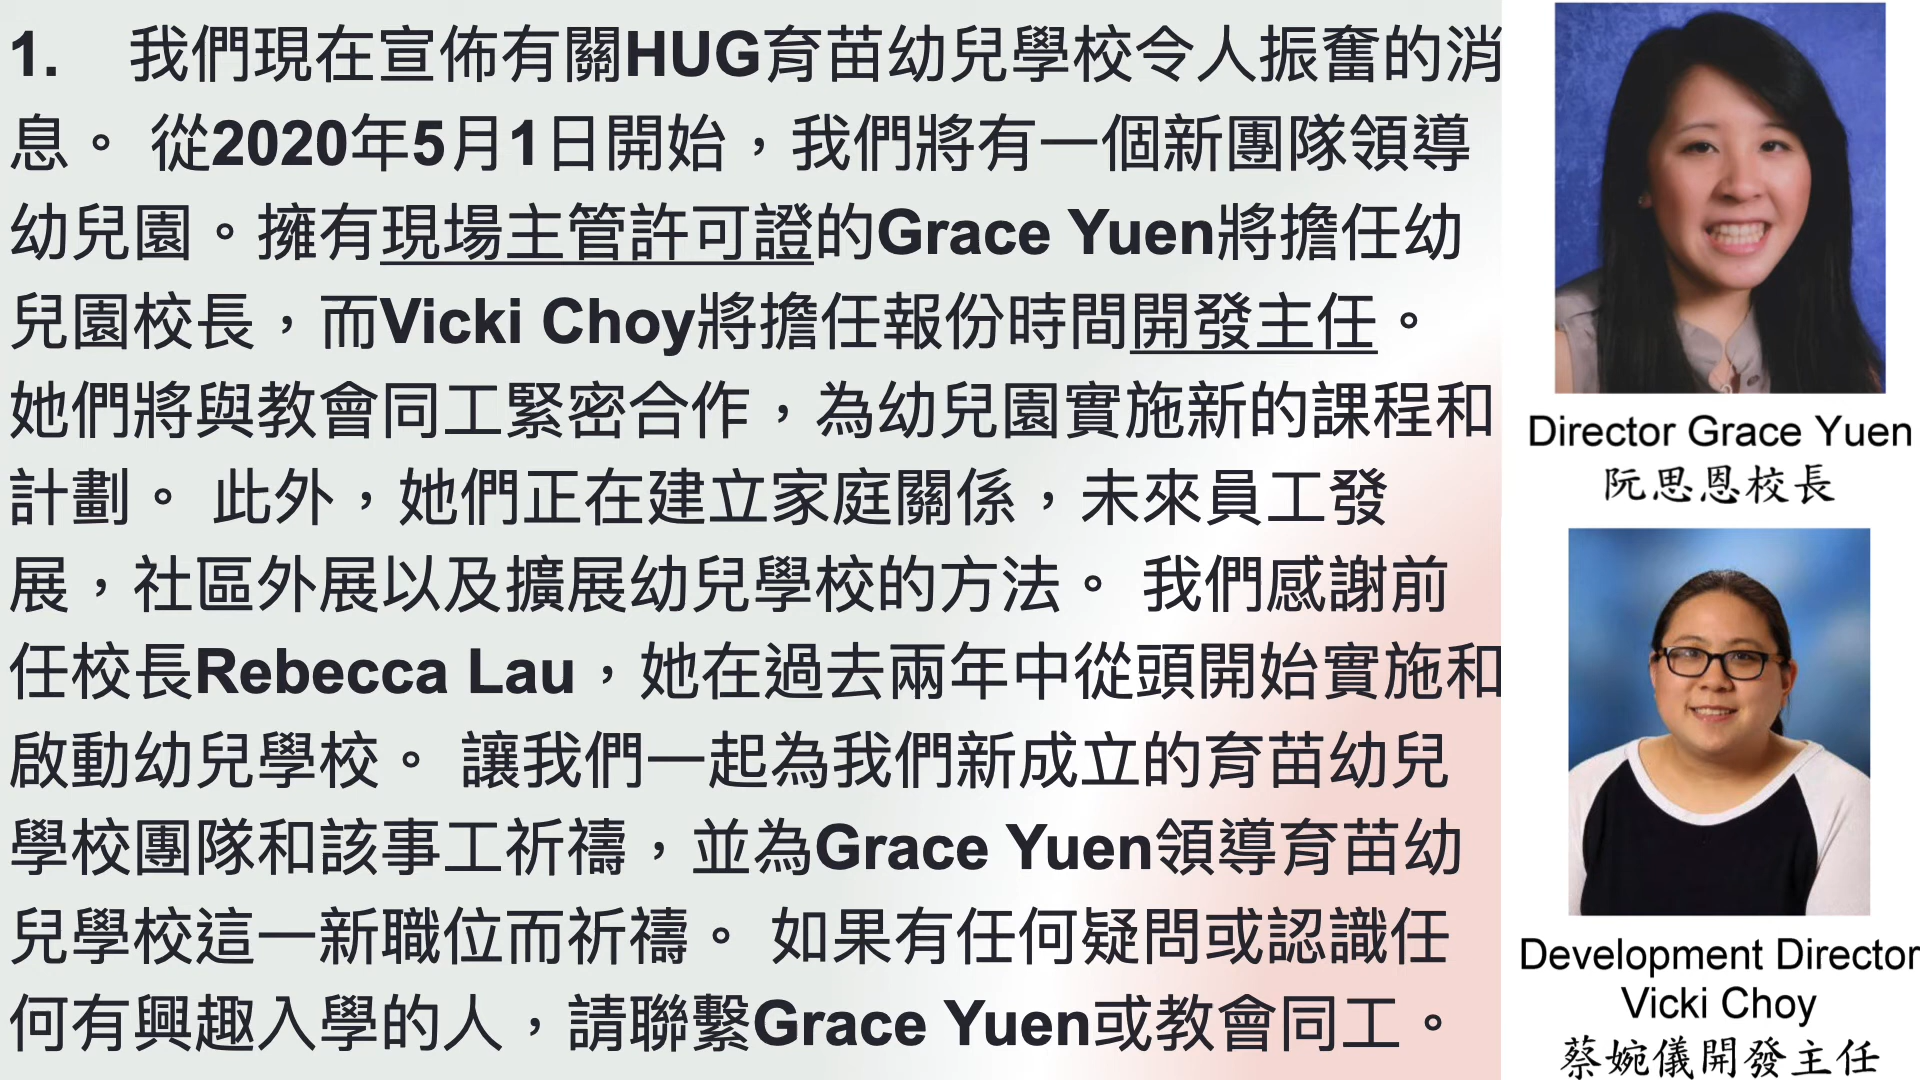 1. 我們現在宣佈有關HUG育苗幼兒學校令人振奮的消
息。 從2020年5月1日開始，我們將有一個新團隊領導
幼兒園。擁有現場主管許可證的Grace Yuen將擔任幼
兒園校長，而Vicki Choy將擔任報份時間開發主任。
她們將與教會同工緊密合作，為幼兒園實施新的課程和
計劃。 此外，她們正在建立家庭關係，未來員工發
展，社區外展以及擴展幼兒學校的方法。 我們感謝前
任校長Rebecca Lau，她在過去兩年中從頭開始實施和
啟動幼兒學校。 讓我們一起為我們新成立的育苗幼兒
學校團隊和該事工祈禱，並為Grace Yuen領導育苗幼
兒學校這一新職位而祈禱。 如果有任何疑問或認識任
何有興趣入學的人，請聯繫Grace Yuen或教會同工。
Director Grace Yuen
阮思恩校長
Development Director
Vicki Choy
蔡婉儀開發主任